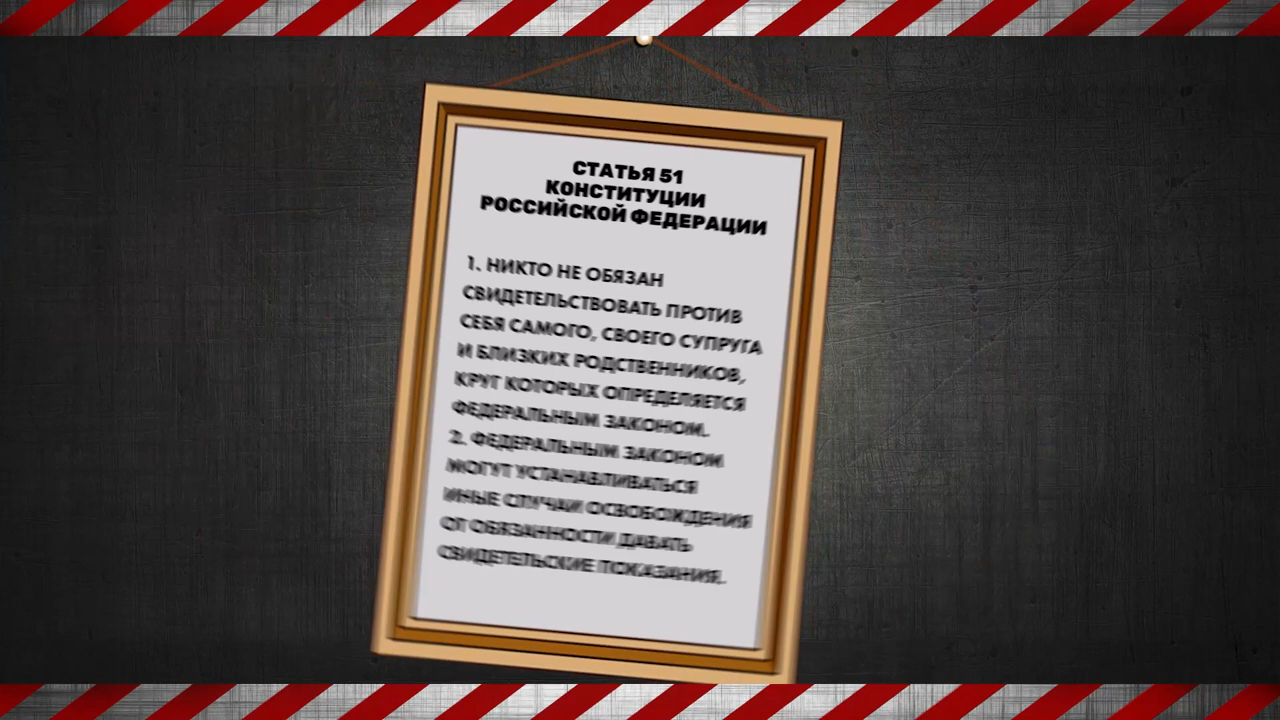 СТАТЬЯ 51
КОНСТИТУЦИИ
РОССИЙСКОЙ ФЕДЕРАЦИИ
1. НИКТО НЕ ОБЯЗАН
СВИДЕТЕЛЬСТВОВАТЬ ПРОТИВ
СЕБЯ САМОГО, СВОЕГО СУПРУГА
И БЛИЗКИХ РОДСТВЕННИКОВ,
КРУГ КОТОРЫХ ОПРЕДЕЛЯЕТСЯ
ФЕДЕРАЛЬНЫМ ЗАКОНОМ.
2. ФЕДЕРАЛЬНЫМ ЗАКОНОМ
МОГУТ УСТАНАВЛИВАТЬСЯ
ИНЫЕ СЛУЧАИ ОСВОБОЖДЕНИЯ
ОТ ОБЯЗАННОСТИ ДАВАТЬ
СВИДЕТЕЛЬСКИЕ ПОКАЗАНИЯ.